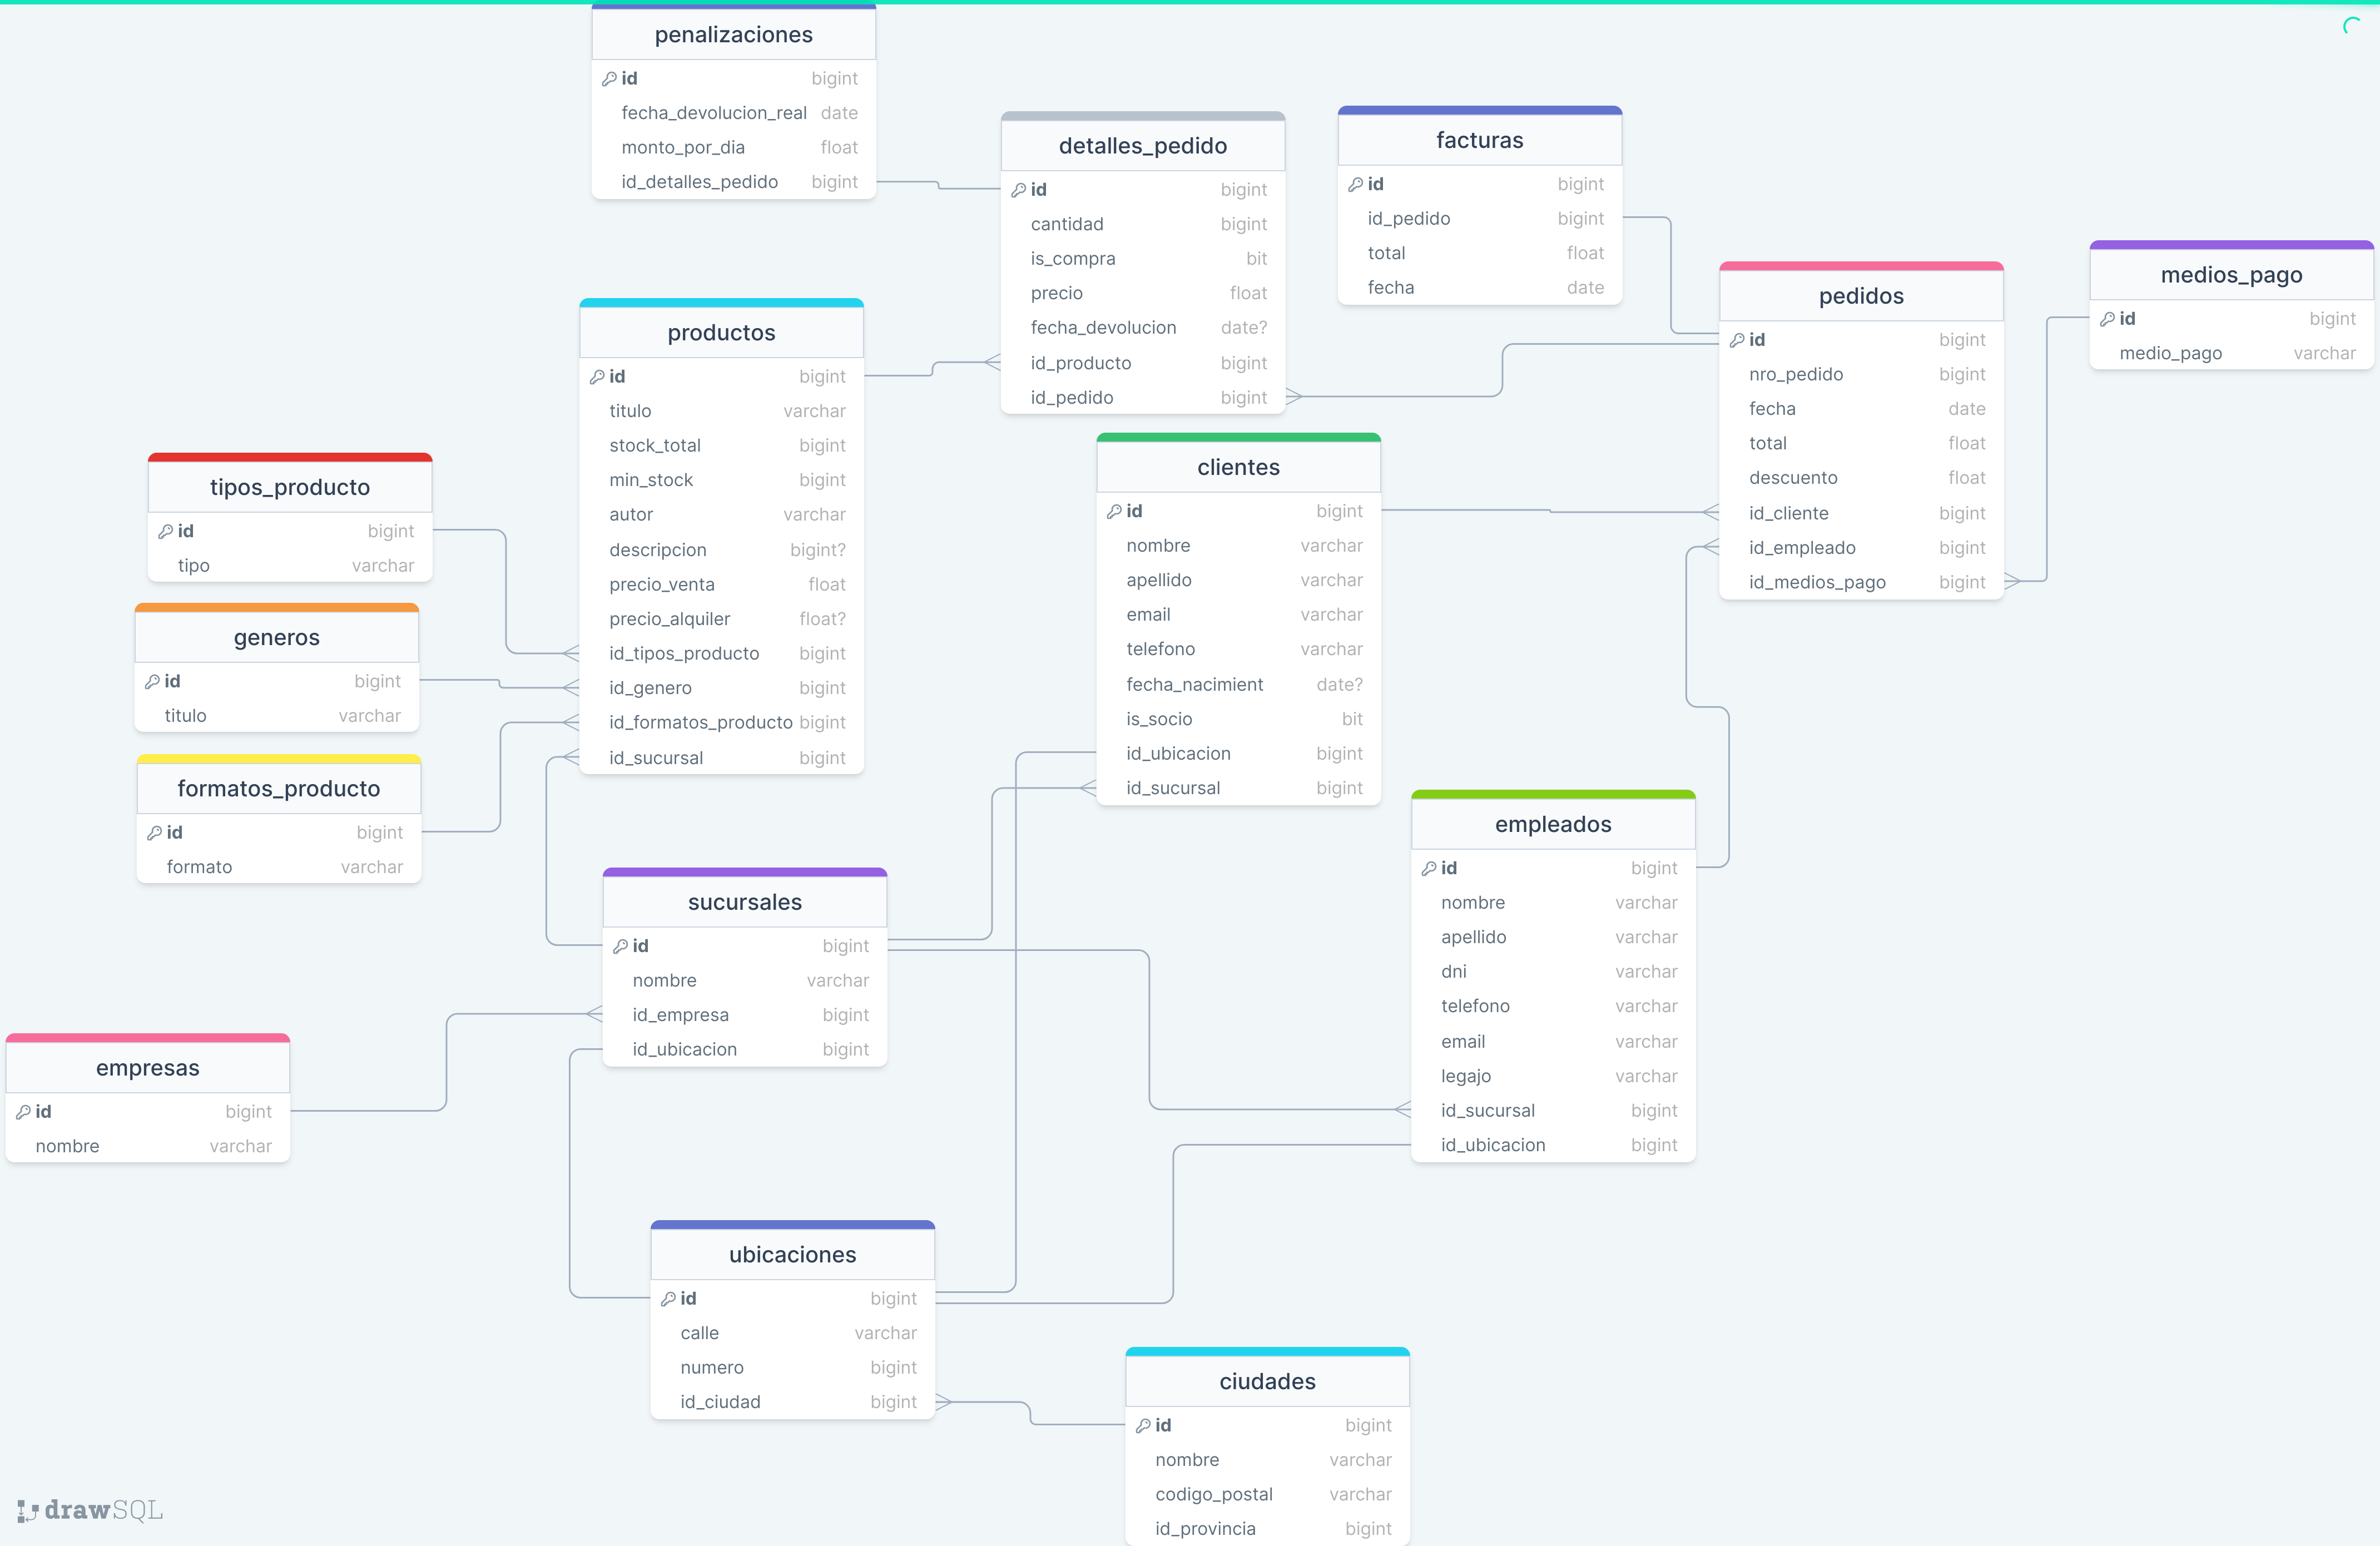 penalizaciones
id bigint
fecha_devolucion_real date
monto_por_dia float
id_detalles_pedido bigint
detalles_pedido
id bigint
cantidad bigint
is_compra bit
precio float
fecha_devolucion date?
id_producto bigint
id_pedido bigint
facturas
id bigint
id_pedido bigint
total float
fecha date
pedidos
id bigint
nro_pedido bigint
fecha date
total float
descuento float
id_cliente bigint
id_empleado bigint
id_medios_pago bigint
medios_pago
id bigint
medio_pago varchar
productos
id bigint
titulo varchar
stock_total bigint
min_stock bigint
autor varchar
descripcion bigint?
precio_venta float
precio_alquiler float?
id_tipos_producto bigint
id_genero bigint
id_formatos_producto bigint
id_sucursal bigint
tipos_producto
id bigint
tipo varchar
generos
id bigint
titulo varchar
formatos_producto
id bigint
formato varchar
clientes
id bigint
nombre varchar
apellido varchar
email varchar
telefono varchar
fecha_nacimient date?
is_socio bit
id_ubicacion bigint
id_sucursal bigint
empleados
id bigint
nombre varchar
apellido varchar
dni varchar
telefono varchar
email varchar
legajo varchar
id_sucursal bigint
id_ubicacion bigint
sucursales
id bigint
nombre varchar
id_empresa bigint
id_ubicacion bigint
empresas
id bigint
nombre varchar
ubicaciones
id bigint
calle varchar
numero bigint
id_ciudad bigint
ciudades
id bigint
nombre varchar
codigo_postal varchar
id_provincia bigint
drawSQL